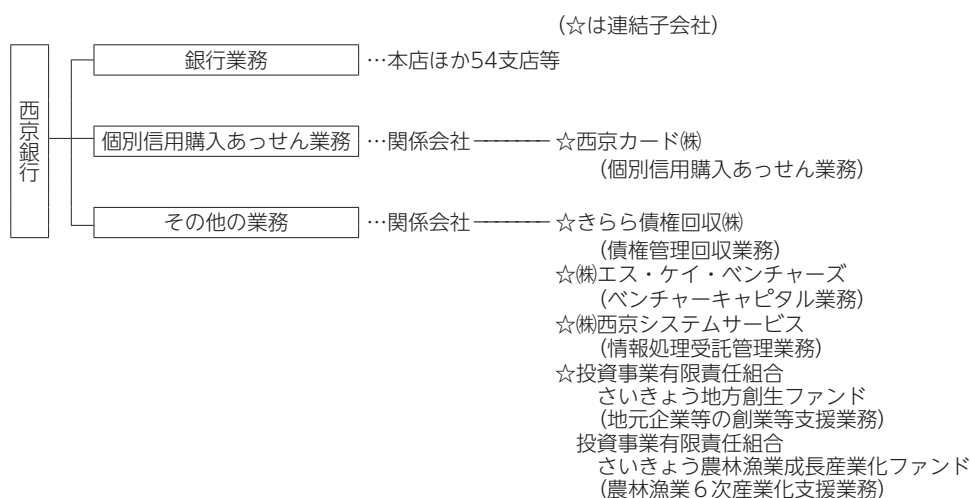 (☆は連結子会社)
西京銀行
銀行業務 …本店ほか54支店等
個別信用購入あっせん業務 …関係会社 ☆西京カード㈱
(個別信用購入あっせん業務)
その他の業務 …関係会社 ☆きらら債権回収㈱
(債権管理回収業務)
☆㈱エス・ケイ・ベンチャーズ
(ベンチャーキャピタル業務)
☆㈱西京システムサービス
(情報処理受託管理業務)
☆投資事業有限責任組合
さいきょう地方創生ファンド
(地元企業等の創業等支援業務)
投資事業有限責任組合
さいきょう農林漁業成長産業化ファンド
(農林漁業6次産業化支援業務)